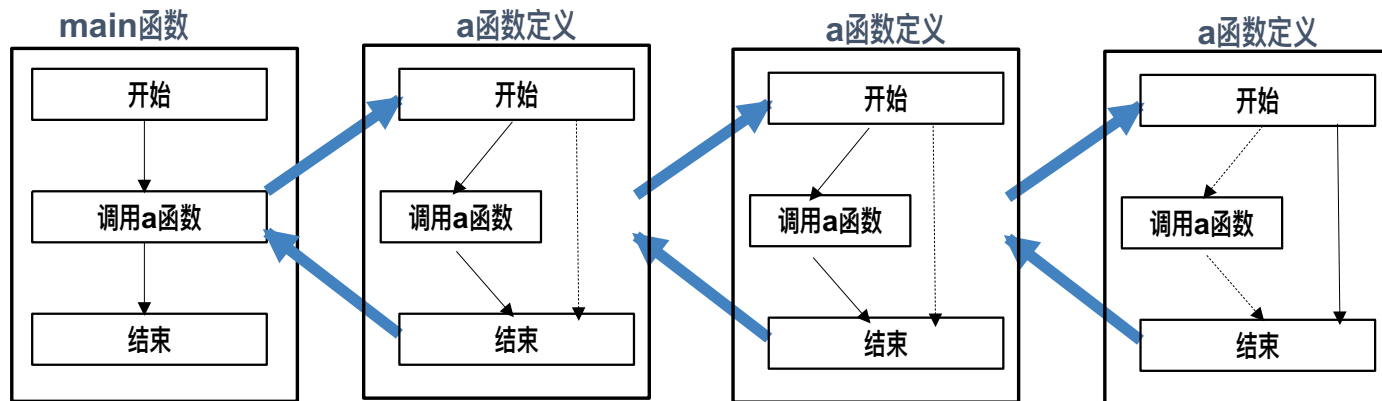 main函数
开始
调用a函数
结束
a函数定义
开始
调用a函数
结束
a函数定义
开始
调用a函数
结束
a函数定义
开始
调用a函数
结束